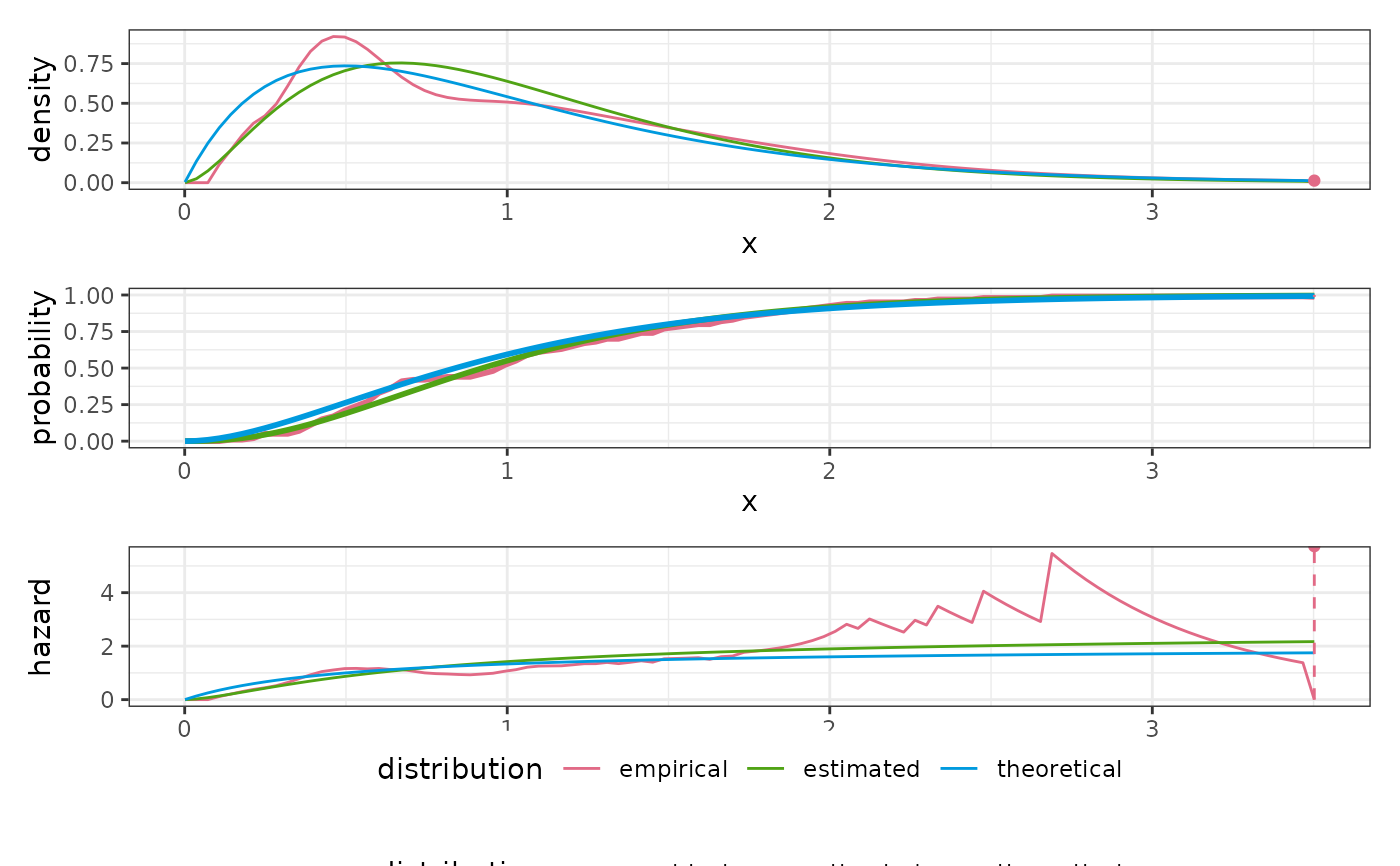 density
0.75
0.50
0.25
0.00
0 1 2 3
x
probability
1.00
0.75
0.50
0.25
0.00
0 1 2 3
x
hazard
4
2
0
0 1 2 3
distribution empirical estimated theoretical